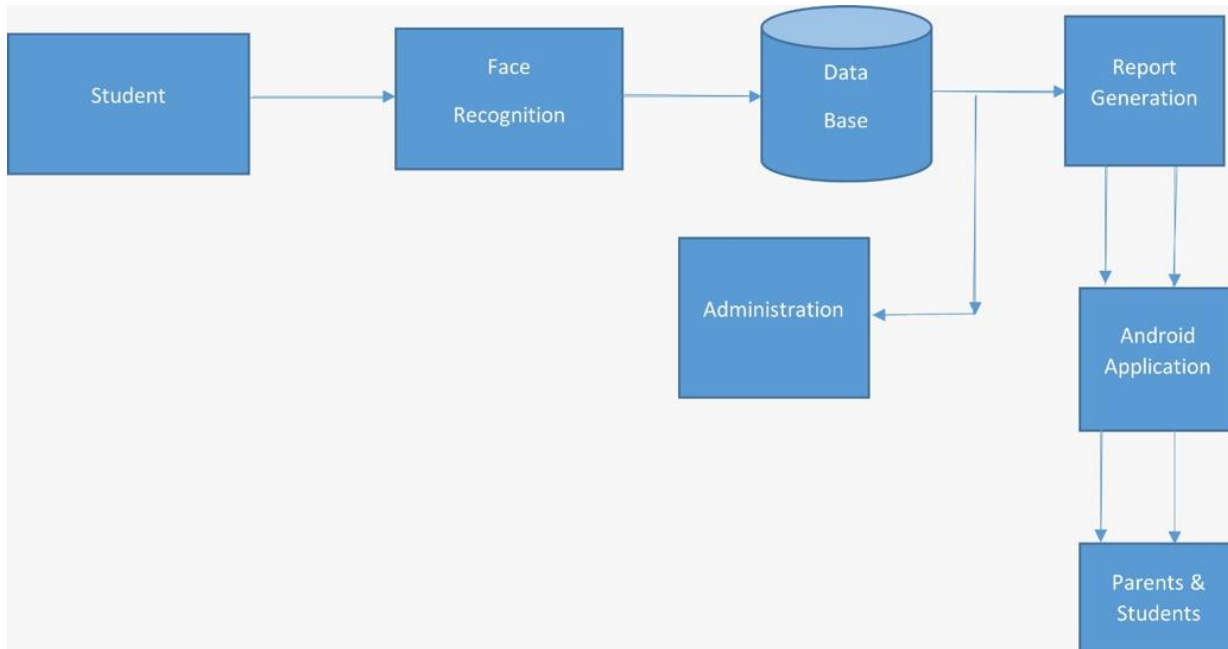 Student
Face
Recognition
Data
Base
Report
Generation
Administration
Android
Application
Parents &
Students